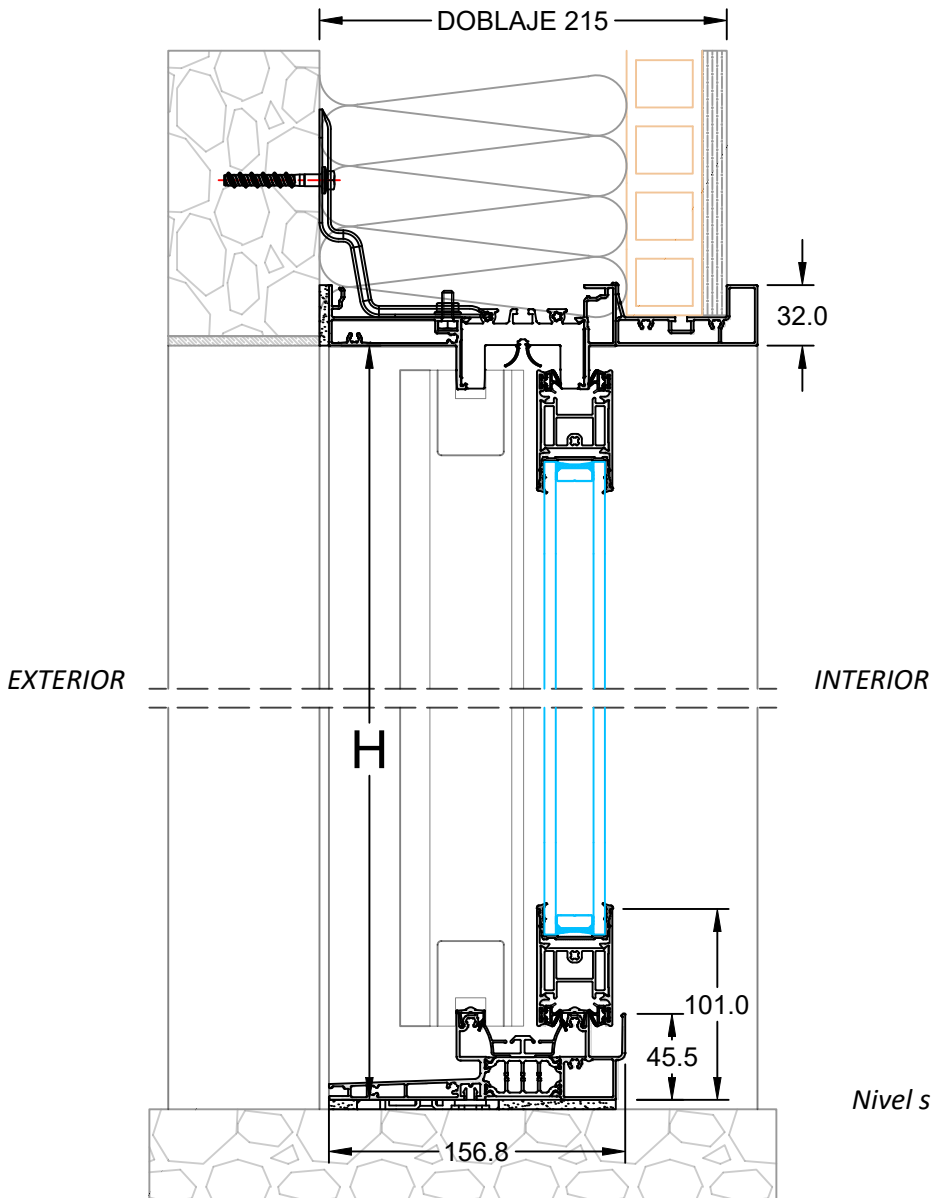 DOBLAJE 215
32.0
EXTERIOR
INTERIOR
H
101.0
45.5
Nivel s
156.8